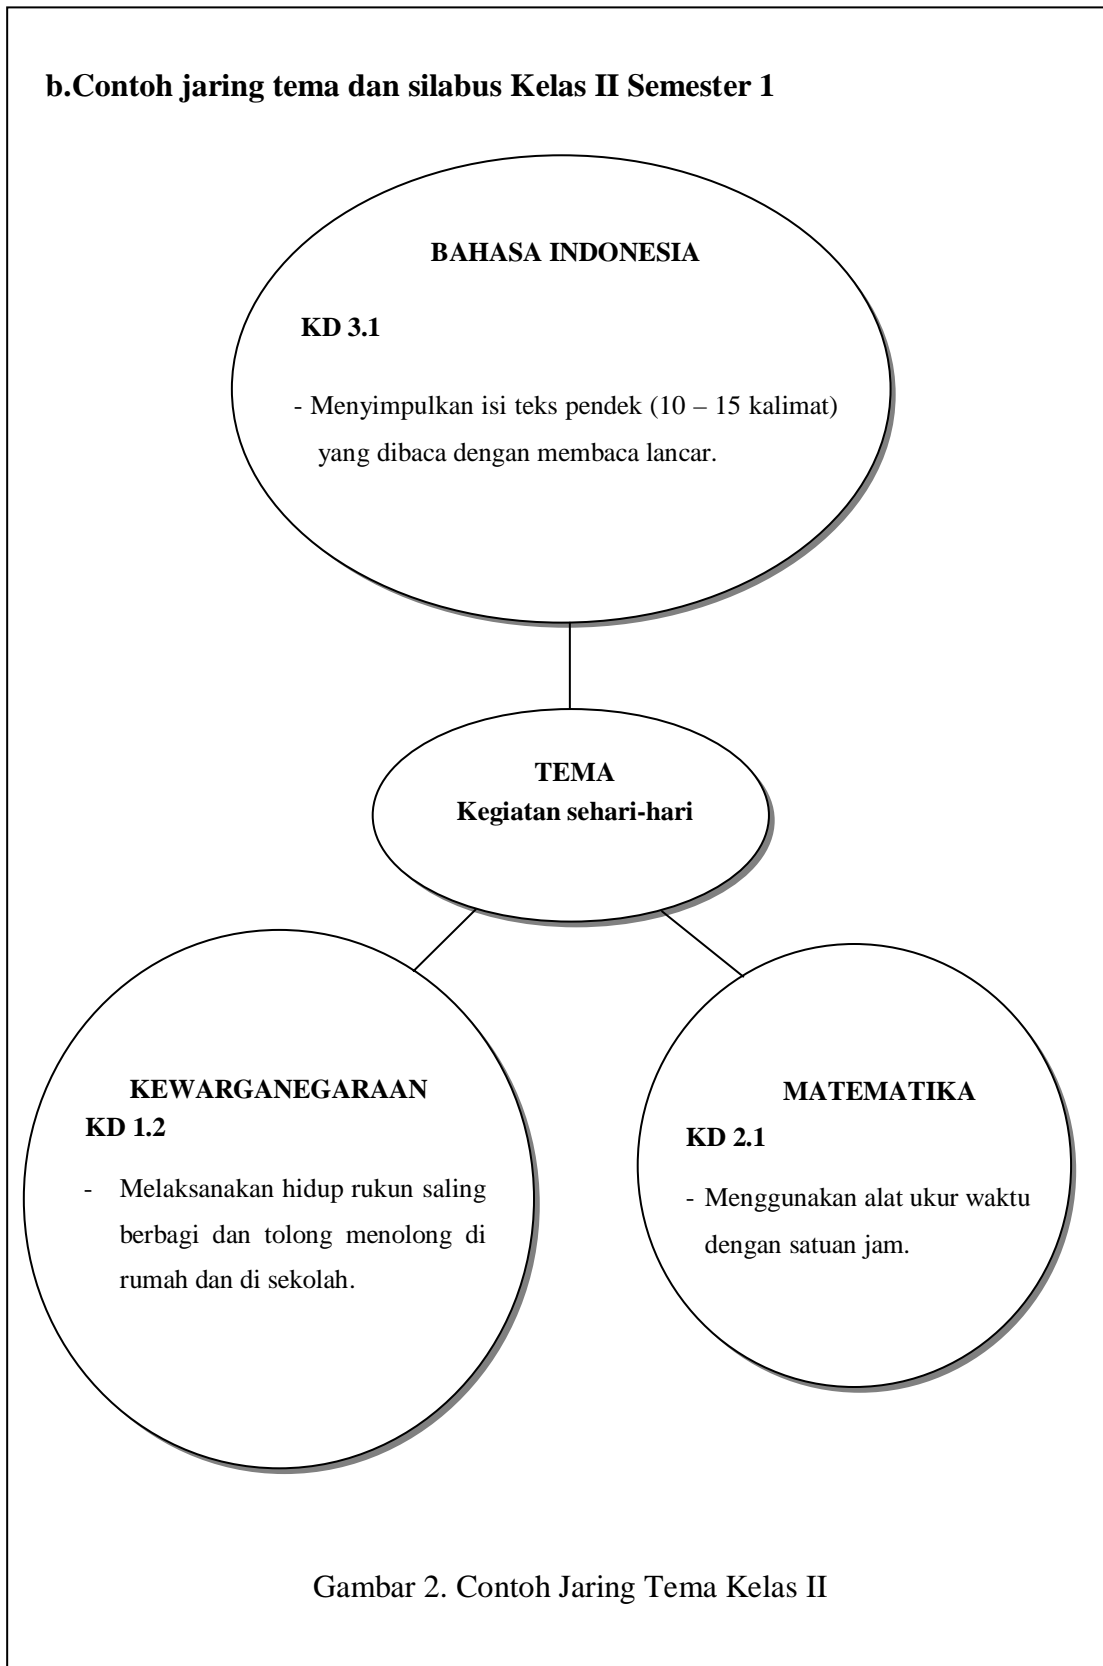 b.Contoh jaring tema dan silabus Kelas II Semester 1
BAHASA INDONESIA
KD 3.1
- Menyimpulkan isi teks pendek (10 – 15 kalimat)
yang dibaca dengan membaca lancar.
TEMA
Kegiatan sehari-hari
KEWARGANEGARAAN
KD 1.2
- Melaksanakan hidup rukun saling
berbagi dan tolong menolong di
rumah dan di sekolah.
MATEMATIKA
KD 2.1
- Menggunakan alat ukur waktu
dengan satuan jam.
Gambar 2. Contoh Jaring Tema Kelas II